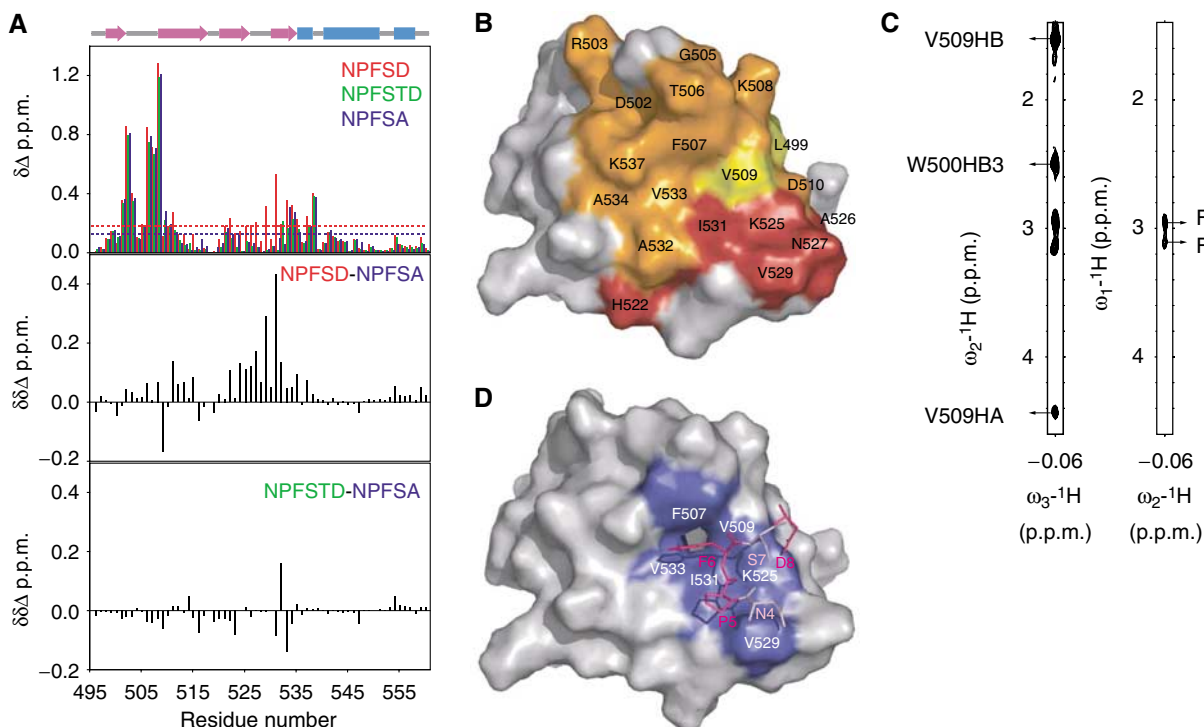 A
NPFSD
NPFSTD
NPFSA
1.2
0.8
0.4
0.0
δΔ p.p.m.
NPFSD-NPFSA
0.4
0.2
0.0
−0.2
δδΔ p.p.m.
NPFSTD-NPFSA
0.4
0.2
0.0
−0.2
δδΔ p.p.m.
495 505 515 525 535 545 555
Residue number
B
R503
G505
T506
K508
D502
F507
L499
K537
V509
D510
A534
V533
A526
I531
K525
N527
A532
V529
H522
C
V509HB
W500HB3
V509HA
2
3
4
ω2-1H (p.p.m.)
−0.06
ω3-1H
(p.p.m.)
2
3
4
ω1-1H (p.p.m.)
F
F
−0.06
ω2-1H
(p.p.m.)
D
F507
V509
F6
S7
D8
V533
K525
I531
P5
N4
V529